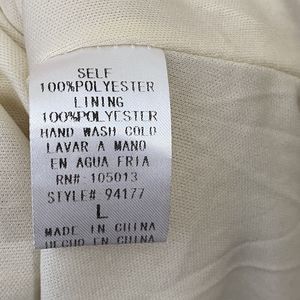 SELF
100%POLYESTER
LINING
100%POLYESTER
HAND WASH COLD
LAVAR A MANO
EN AGUA FRIA
RN# 105013
STYLE# 94177
L
MADE IN CHINA
HECHO EN CHINA